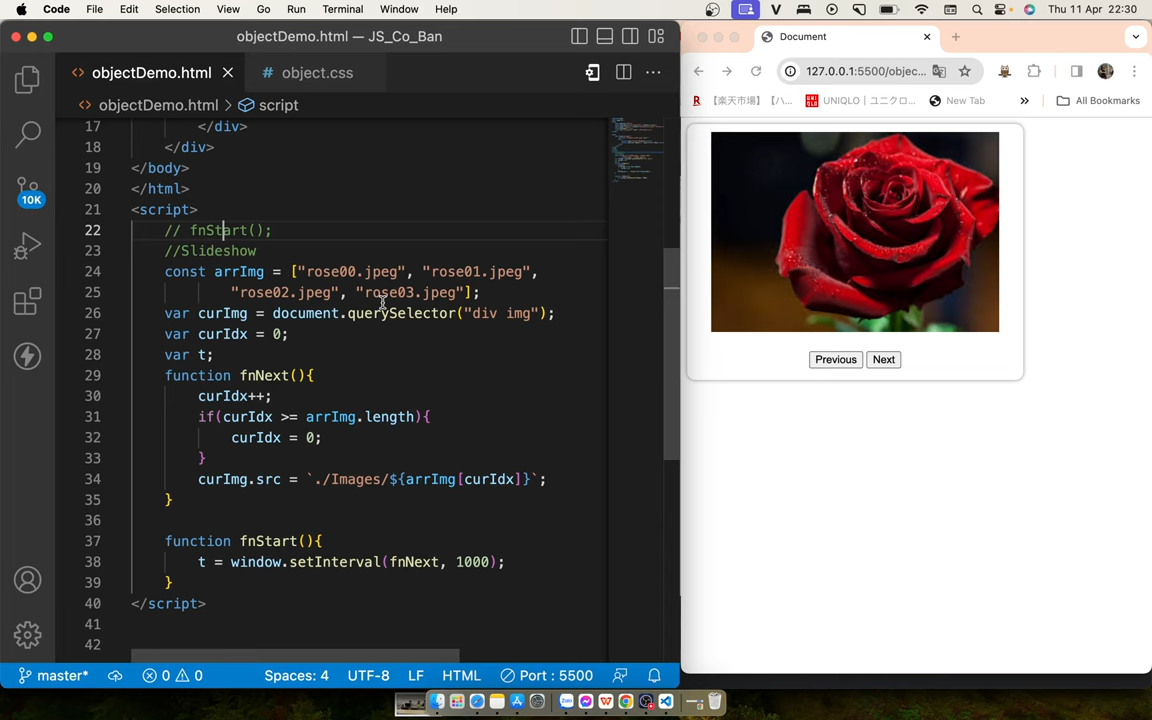 Code File Edit Selection View Go Run Terminal Window Help Thu 11 Apr 22:30
objectDemo.html — JS_Co_Ban
objectDemo.html
# object.css
objectDemo.html > script
17 </div>
18 </div>
19 </body>
20 </html>
21 <script>
22 // fnStart();
23 //Slideshow
24 const arrImg = ["rose00.jpeg", "rose01.jpeg",
25 "rose02.jpeg", "rose03.jpeg"];
26 var curImg = document.querySelector("div img");
27 var curIdx = 0;
28 var t;
29 function fnNext(){
30 curIdx++;
31 if(curIdx >= arrImg.length){
32 curIdx = 0;
33 }
34 curImg.src = `./Images/${arrImg[curIdx]}`;
35 }
36
37 function fnStart(){
38 t = window.setInterval(fnNext, 1000);
39 }
40 </script>
41
42
10K
master* 0 0 Spaces: 4 UTF-8 LF HTML Port : 5500
Document
127.0.0.1:5500/objec...
R 【楽天市場】【ハ... UNIQLO UNIQLO｜ユニクロ... New Tab » All Bookmarks
Previous Next